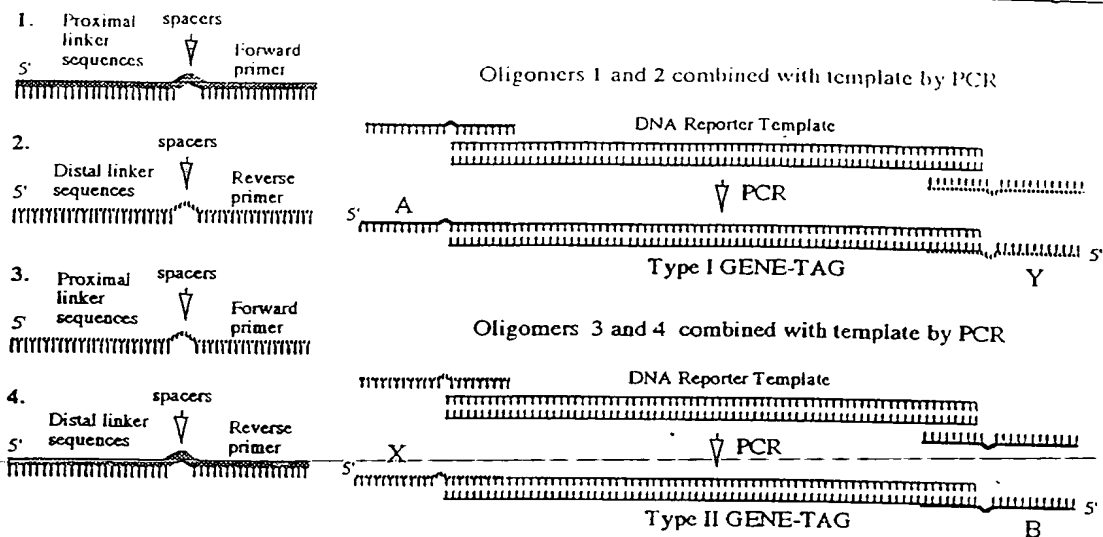 1.
Proximal
linker
sequences
spacers
Forward
primer
5'
2.
spacers
Distal linker
sequences
Reverse
primer
5'
3.
Proximal
linker
sequences
spacers
Forward
primer
5'
4.
spacers
Distal linker
sequences
Reverse
primer
5'
Oligomers 1 and 2 combined with template by PCR
DNA Reporter Template
PCR
5'
A
Type I GENE-TAG
Y
5'
Oligomers 3 and 4 combined with template by PCR
DNA Reporter Template
PCR
5'
X
Type II GENE-TAG
B
5'